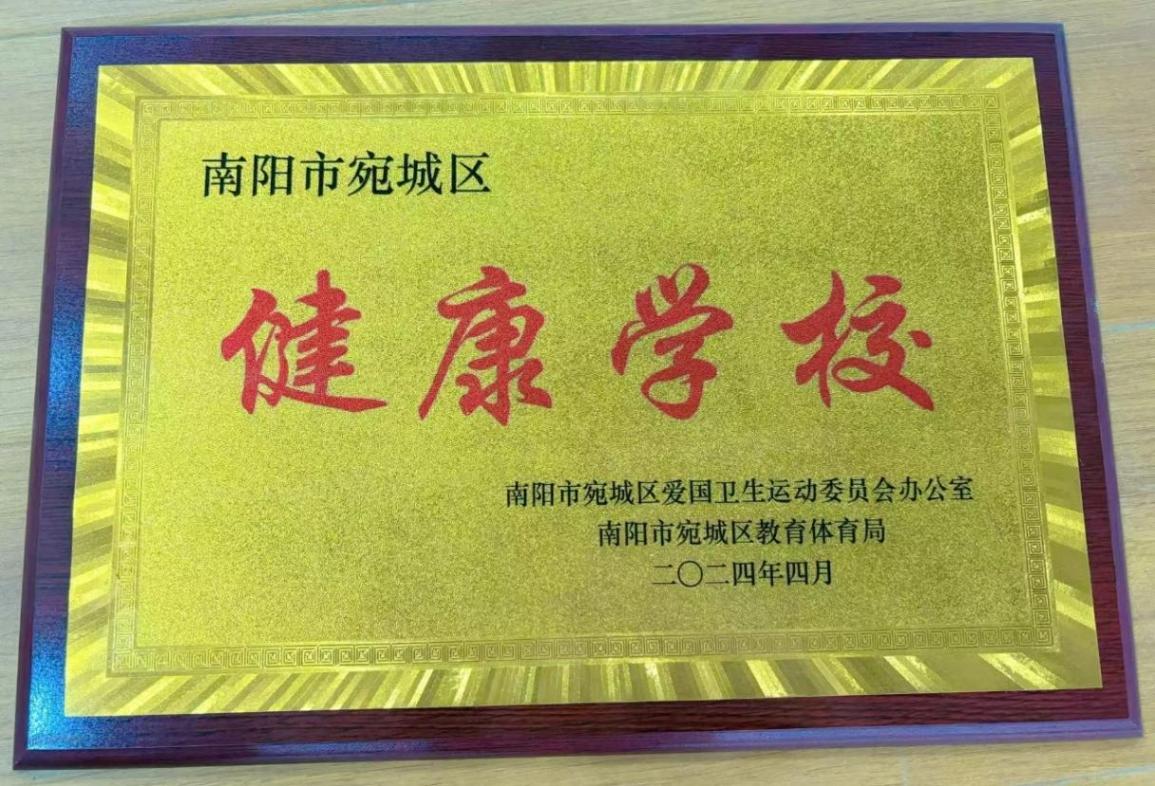 南阳市宛城区
健康学校
南阳市宛城区爱国卫生运动委员会办公室
南阳市宛城区教育体育局
二〇二四年四月